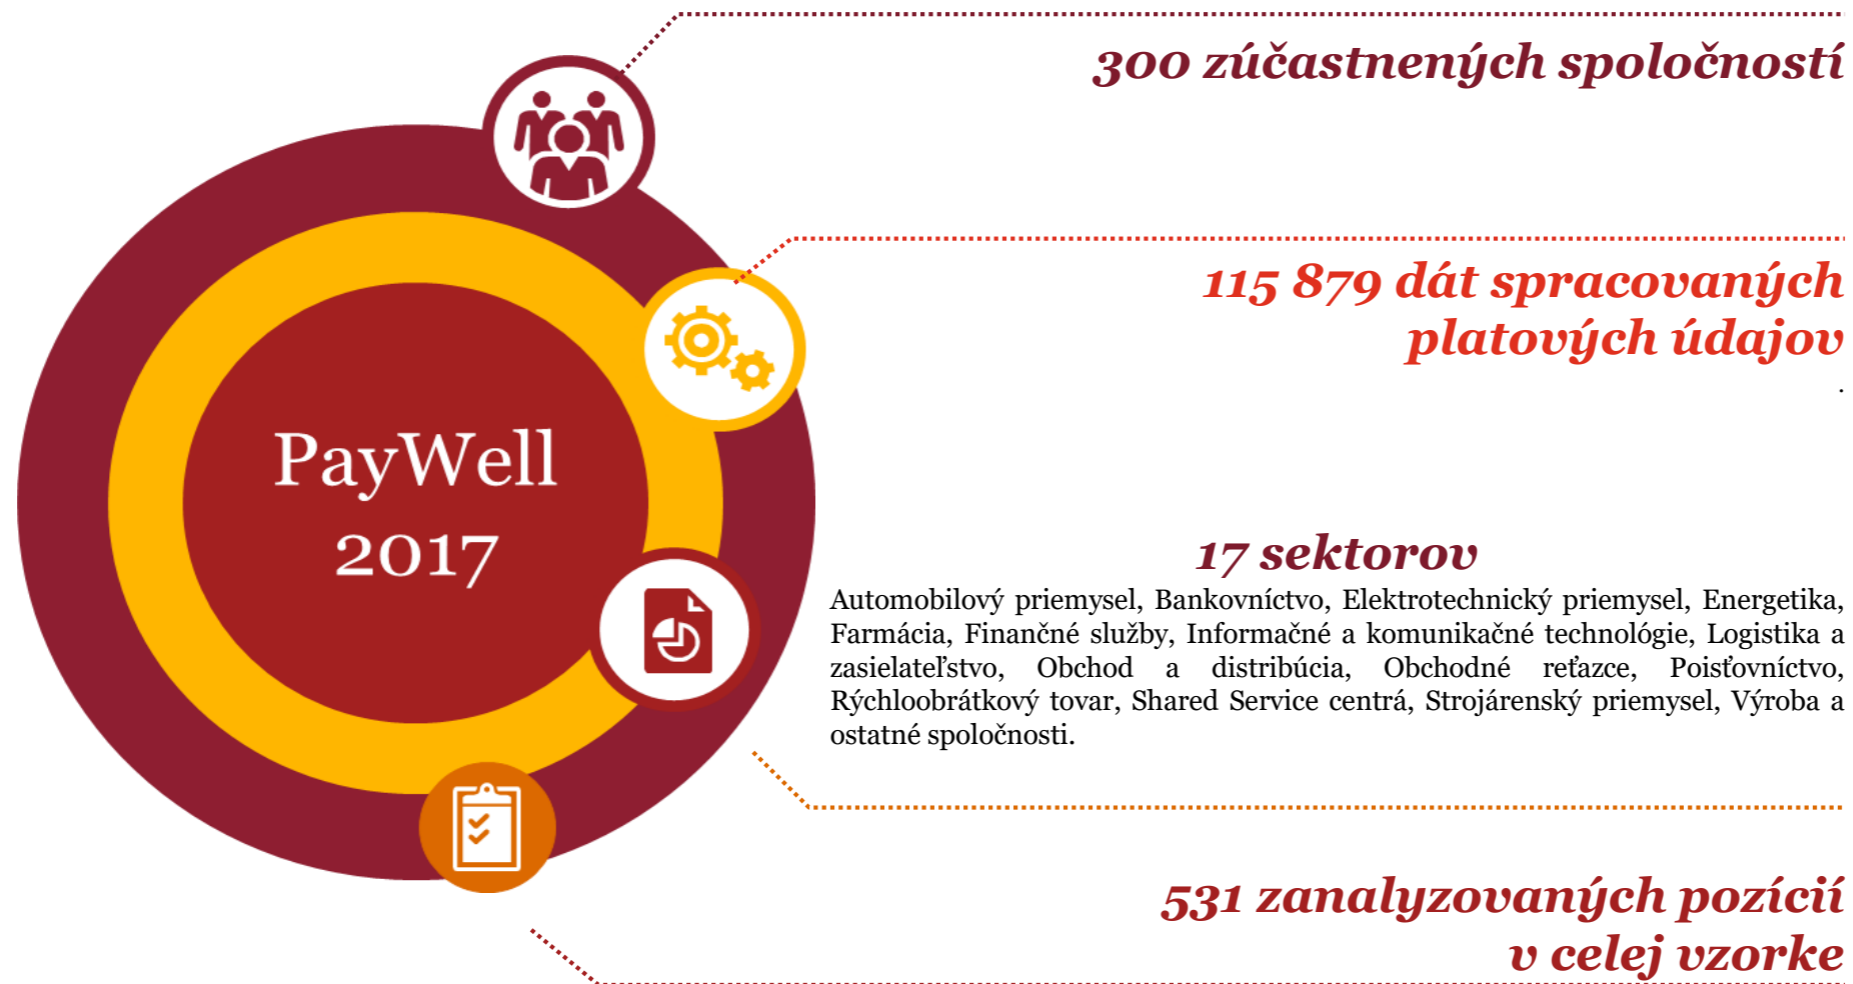 300 zúčastnených spoločností
115 879 dát spracovaných
platových údajov
.
PayWell
2017
17 sektorov
Automobilový priemysel, Bankovníctvo, Elektrotechnický priemysel, Energetika,
Farmácia, Finančné služby, Informačné a komunikačné technológie, Logistika a
zasielateľstvo, Obchod a distribúcia, Obchodné reťazce, Poisťovníctvo,
Rýchloobrátkový tovar, Shared Service centrá, Strojárenský priemysel, Výroba a
ostatné spoločnosti.
531 zanalyzovaných pozícií
v celej vzorke